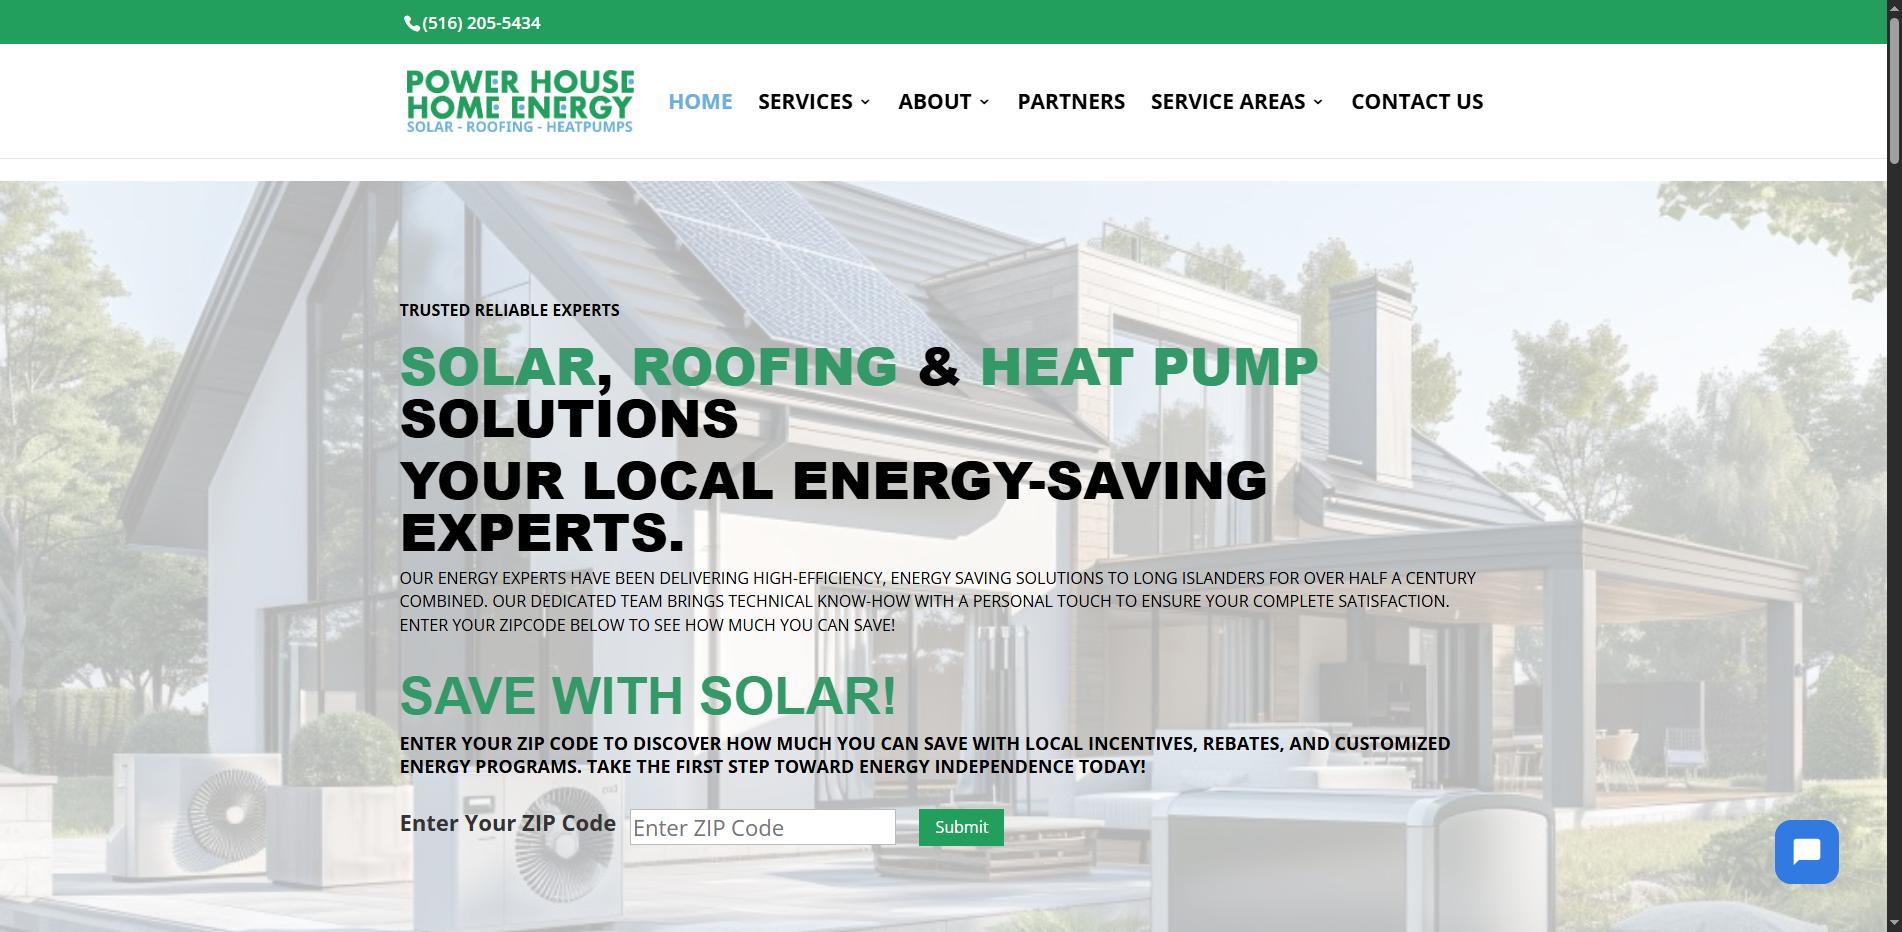 (516) 205-5434
POWER HOUSE
HOME ENERGY
SOLAR - ROOFING - HEATPUMPS
HOME SERVICES ABOUT PARTNERS SERVICE AREAS CONTACT US
TRUSTED RELIABLE EXPERTS
SOLAR, ROOFING & HEAT PUMP
SOLUTIONS
YOUR LOCAL ENERGY-SAVING
EXPERTS.
OUR ENERGY EXPERTS HAVE BEEN DELIVERING HIGH-EFFICIENCY, ENERGY SAVING SOLUTIONS TO LONG ISLANDERS FOR OVER HALF A CENTURY
COMBINED. OUR DEDICATED TEAM BRINGS TECHNICAL KNOW-HOW WITH A PERSONAL TOUCH TO ENSURE YOUR COMPLETE SATISFACTION.
ENTER YOUR ZIPCODE BELOW TO SEE HOW MUCH YOU CAN SAVE!
SAVE WITH SOLAR!
ENTER YOUR ZIP CODE TO DISCOVER HOW MUCH YOU CAN SAVE WITH LOCAL INCENTIVES, REBATES, AND CUSTOMIZED
ENERGY PROGRAMS. TAKE THE FIRST STEP TOWARD ENERGY INDEPENDENCE TODAY!
Enter Your ZIP Code Enter ZIP Code Submit